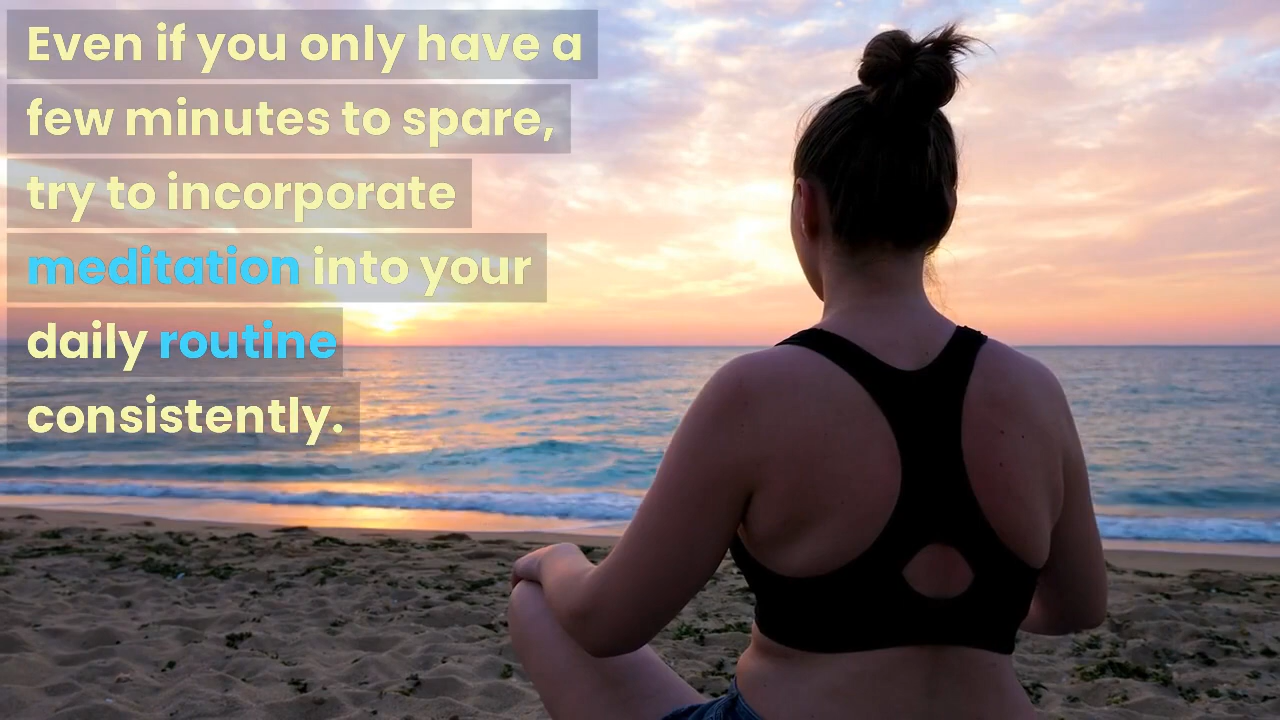 Even if you only have a
few minutes to spare,
try to incorporate
meditation into your
daily routine
consistently.